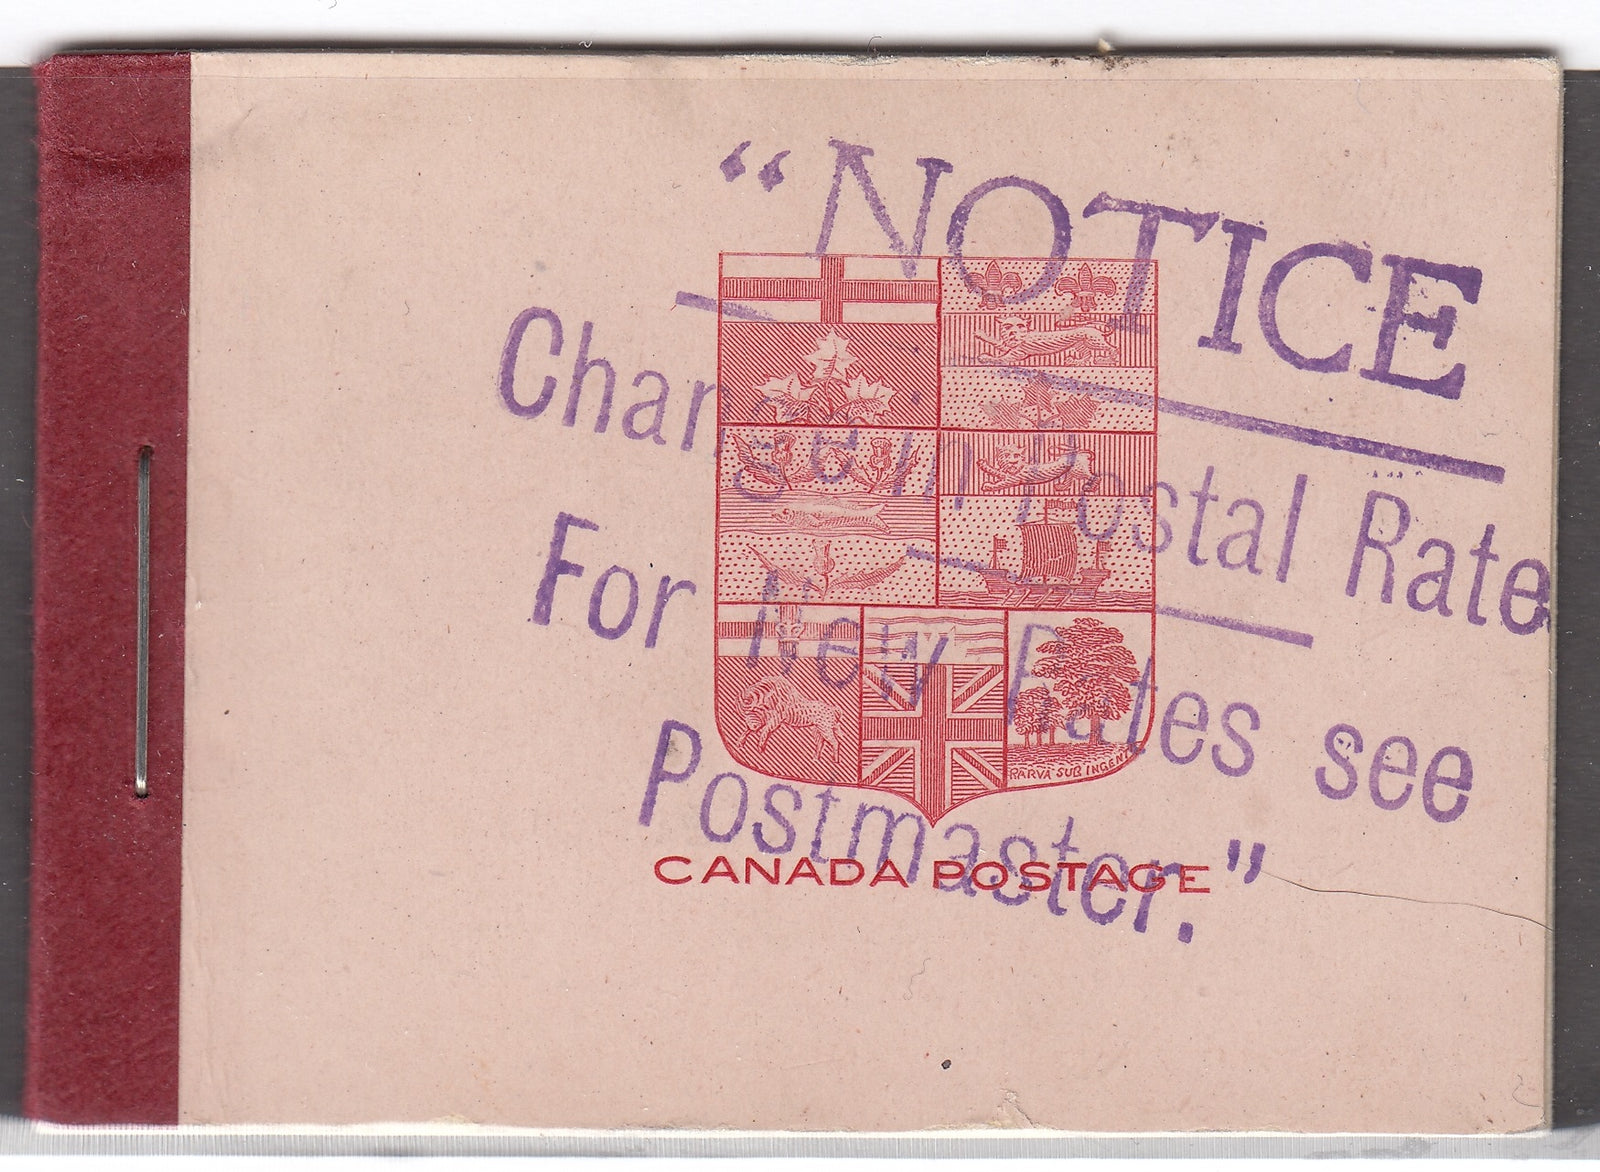 “NOTICE
Change in Postal Rate
For New Rates see
Postmaster.”
PARVA SUB INGENTI
CANADA POSTAGE